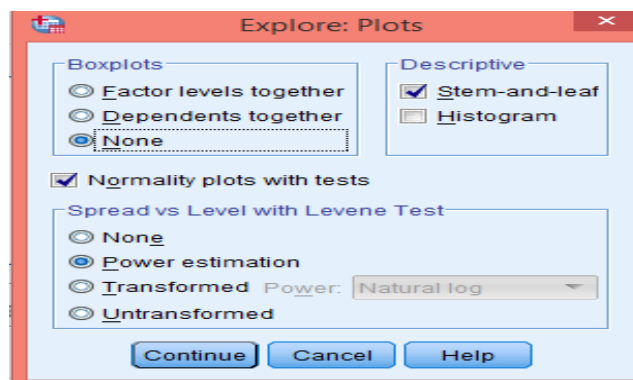 Explore: Plots
Boxplots
Factor levels together
Dependents together
None
Descriptive
Stem-and-leaf
Histogram
Normality plots with tests
Spread vs Level with Levene Test
None
Power estimation
Transformed Power: Natural log
Untransformed
Continue Cancel Help